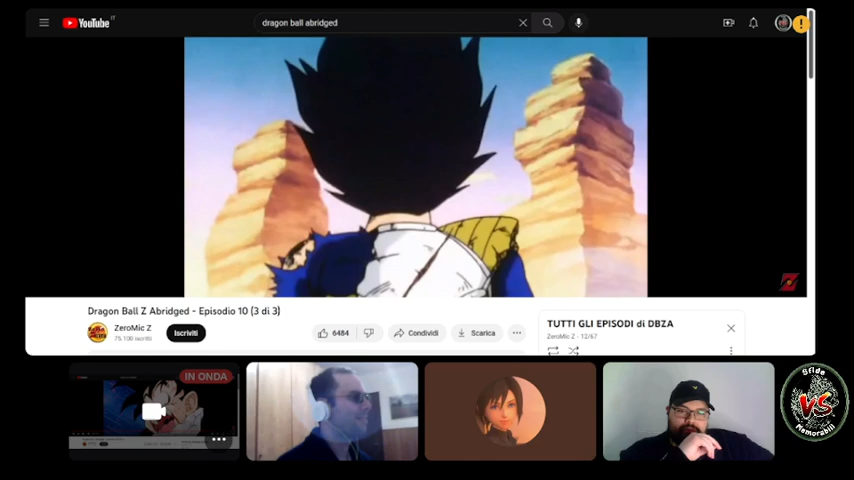 YouTube IT
dragon ball abridged
Dragon Ball Z Abridged - Episodio 10 (3 di 3)
ZeroMic Z
75.100 iscritti
Iscriviti
6484
Condividi
Scarica
TUTTI GLI EPISODI di DBZA
ZeroMic Z - 12/67
IN ONDA
Sfide
VS
Memorabili